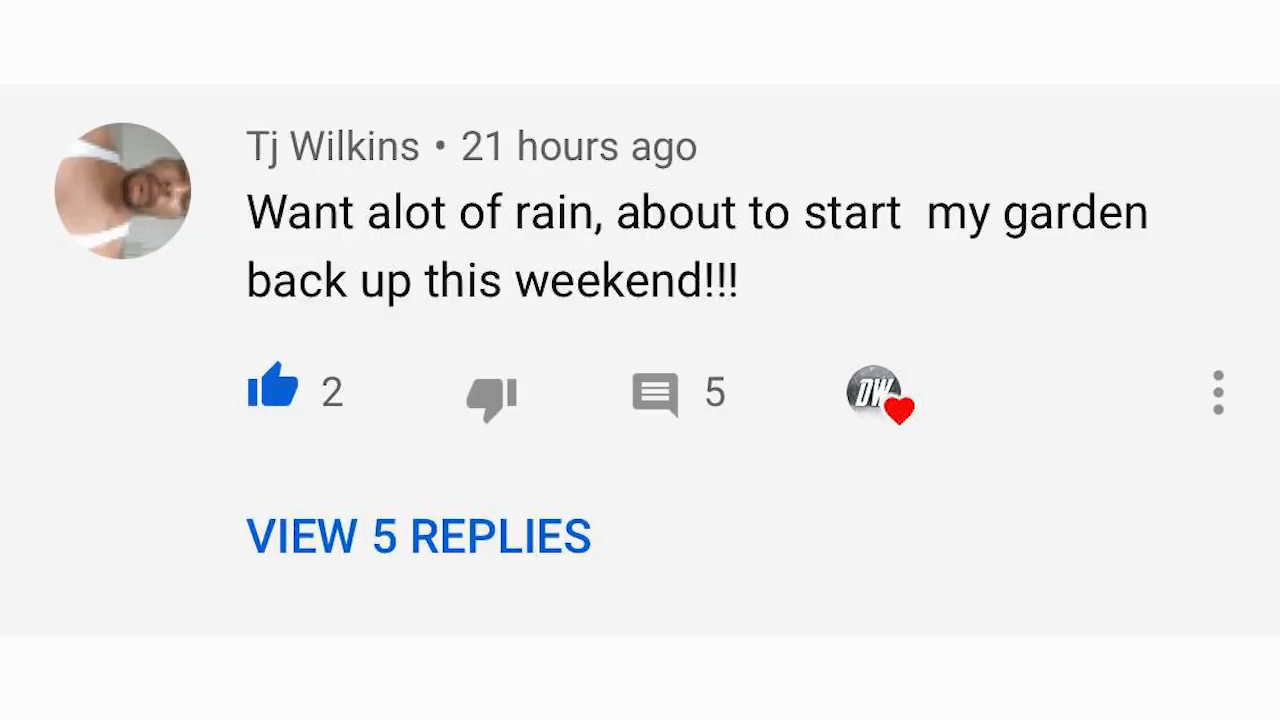 Tj Wilkins • 21 hours ago
Want alot of rain, about to start  my garden
back up this weekend!!!
2 5 DW
VIEW 5 REPLIES